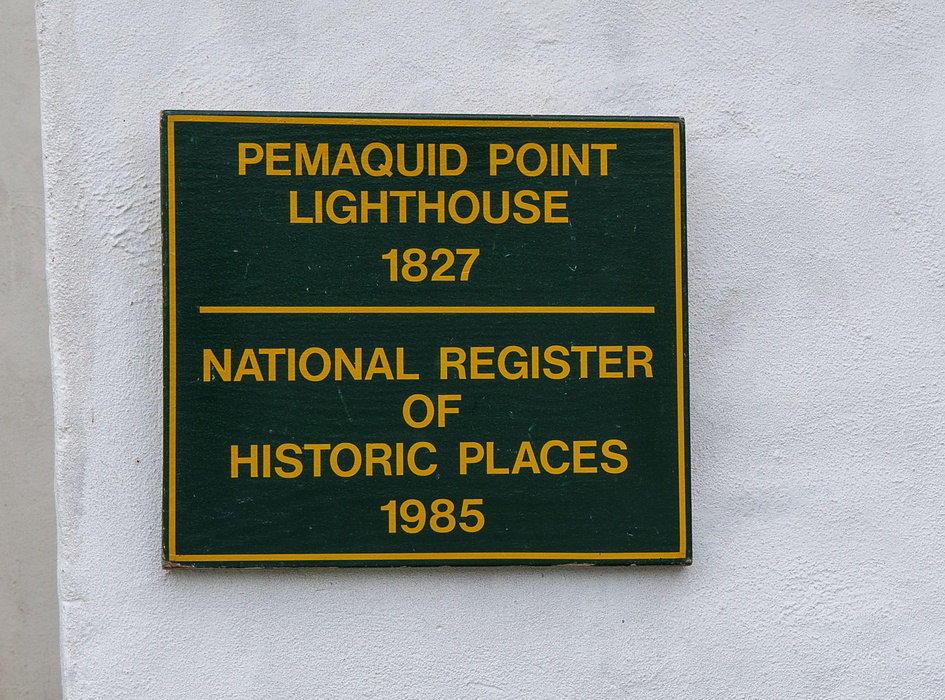 PEMAQUID POINT
LIGHTHOUSE
1827
NATIONAL REGISTER
OF
HISTORIC PLACES
1985